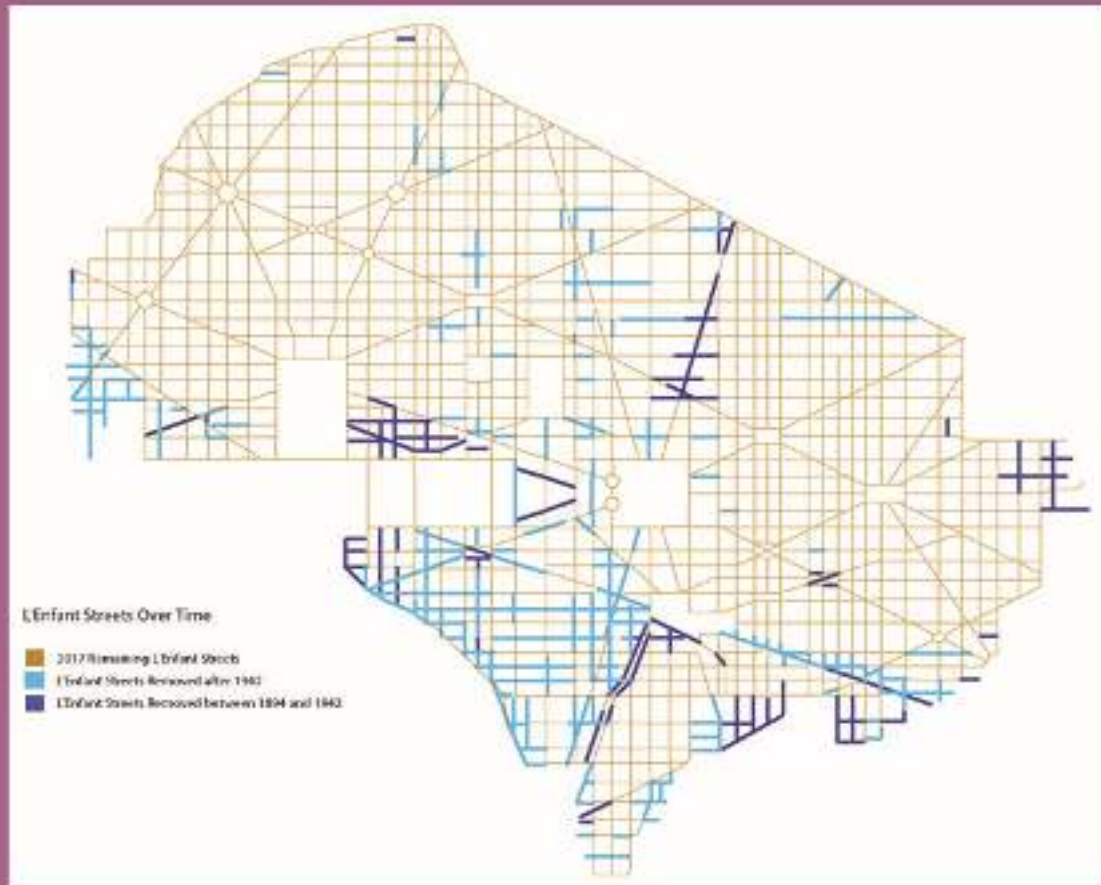 L'Enfant Streets Over Time
2017 Remaining L'Enfant Streets
L'Enfant Streets Removed after 1942
L'Enfant Streets Removed between 1894 and 1942